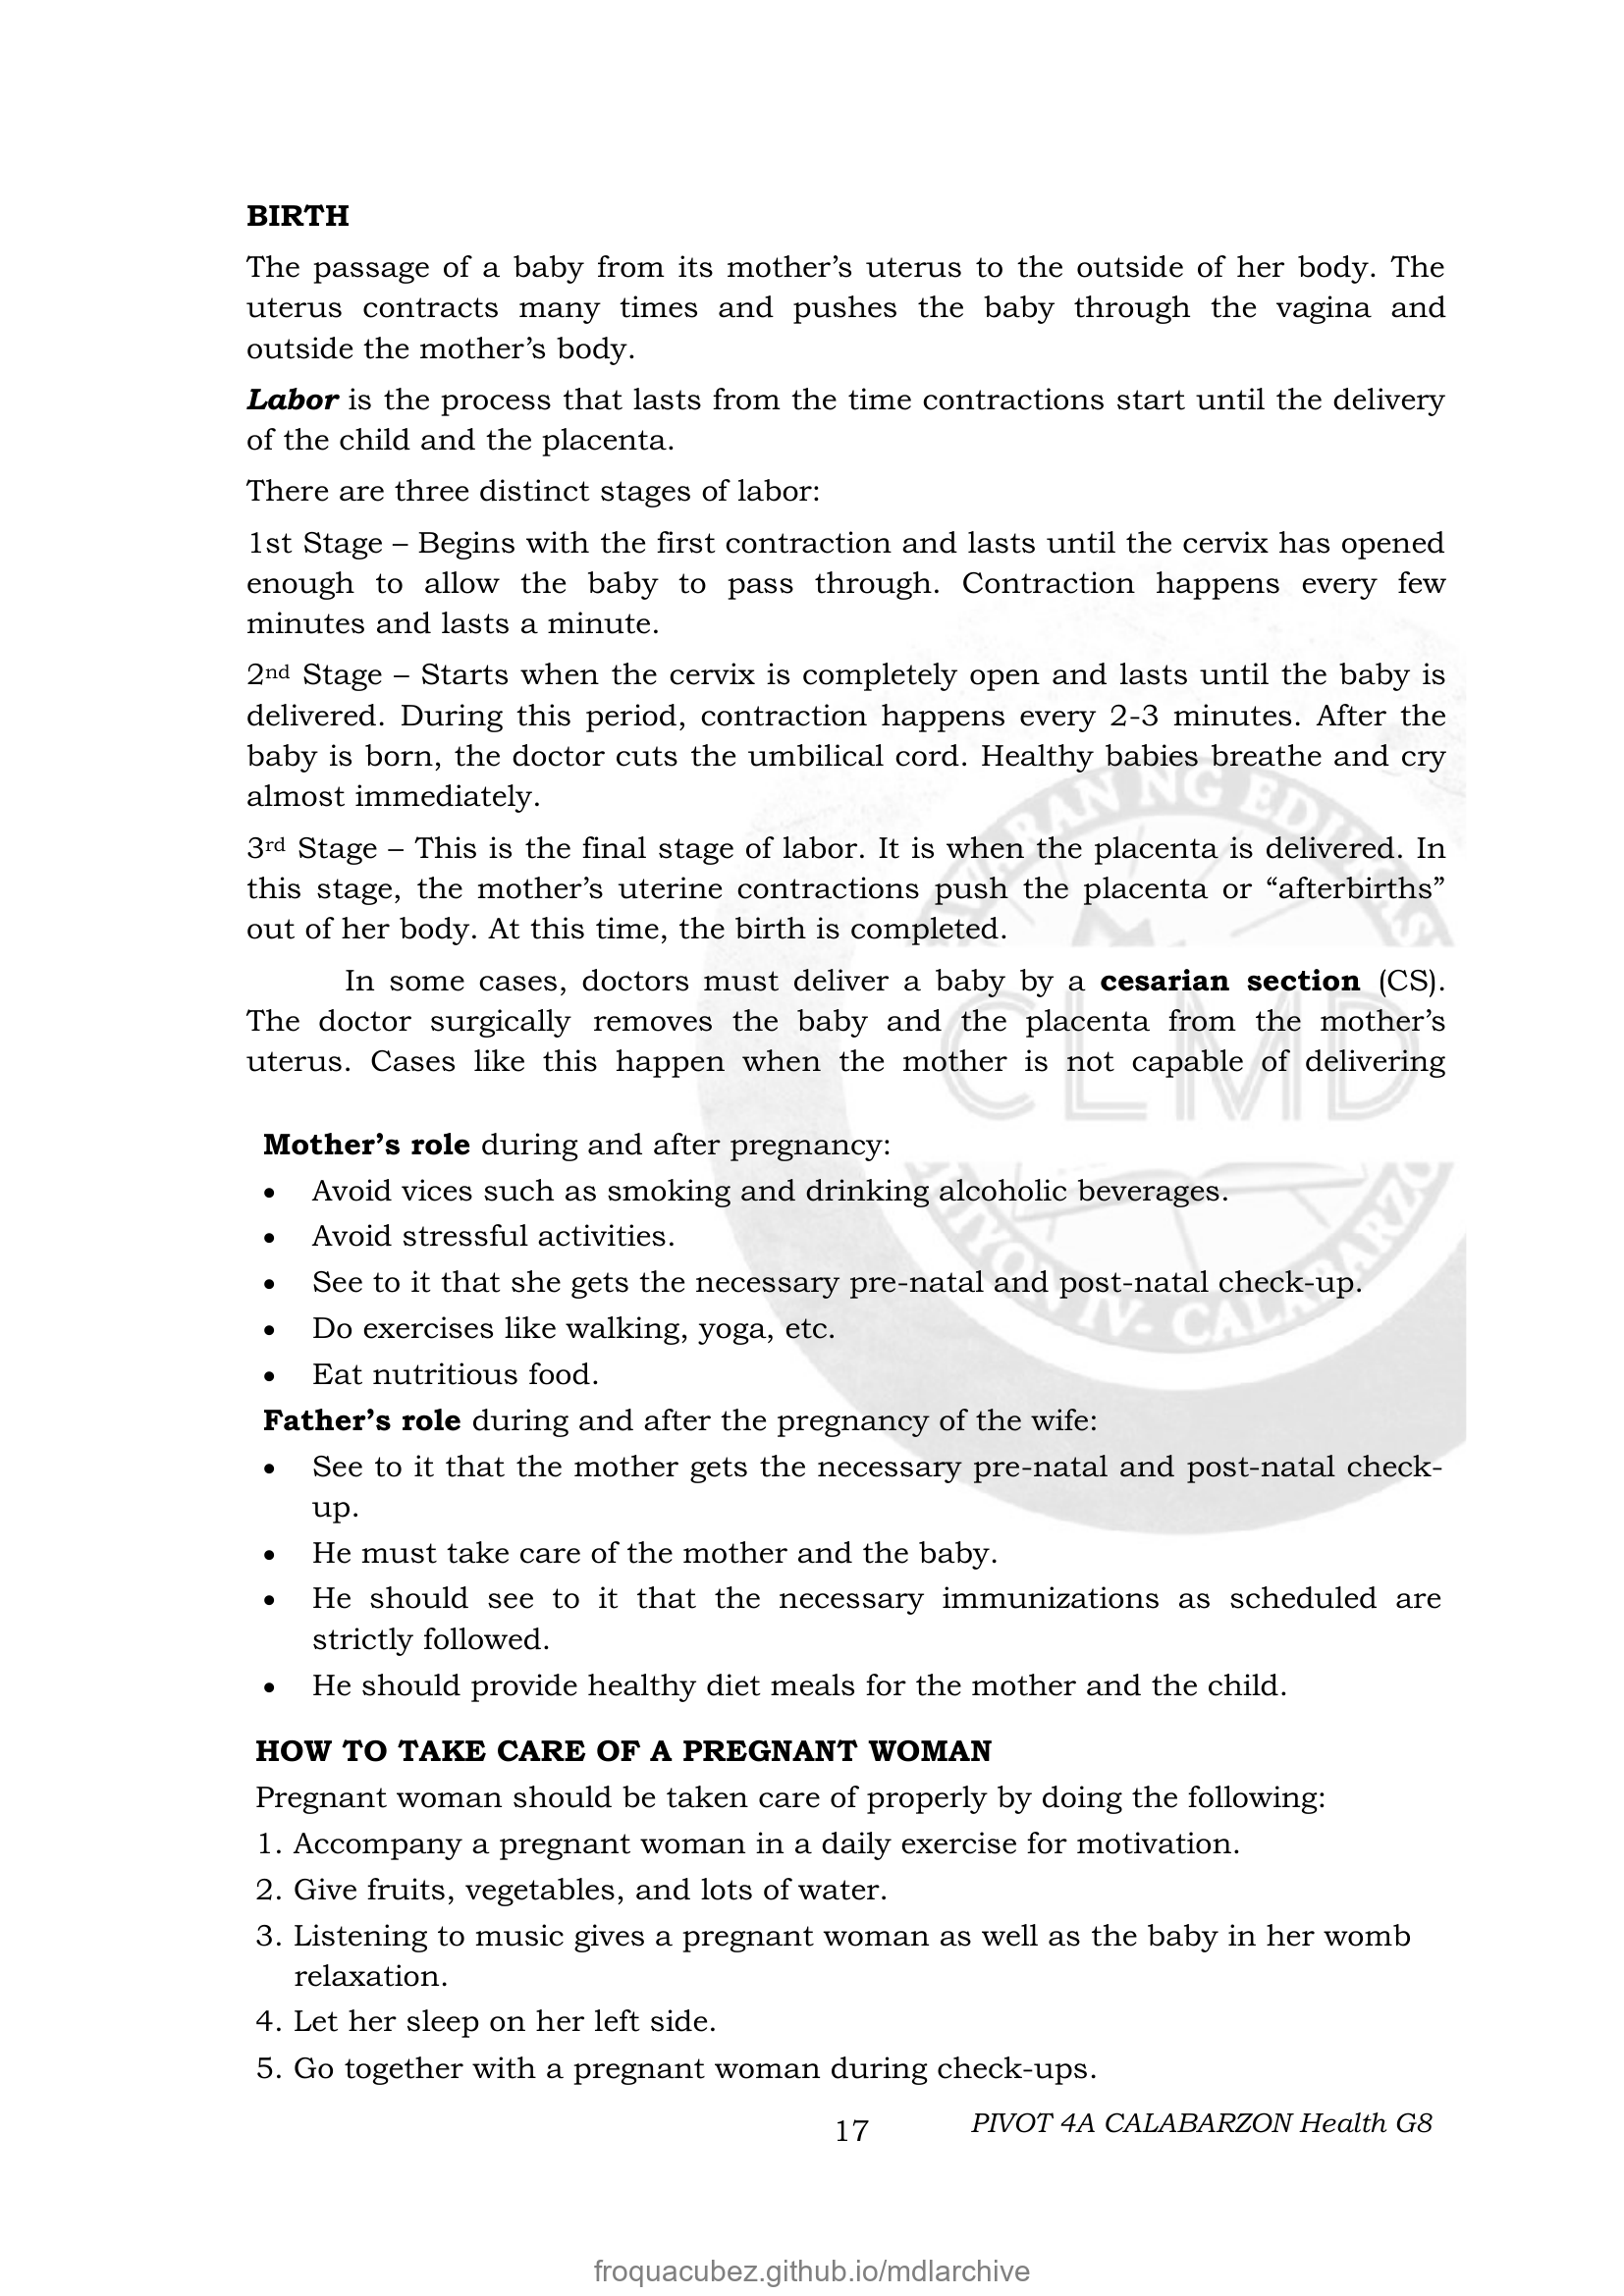 BIRTH
The passage of a baby from its mother’s uterus to the outside of her body. The
uterus contracts many times and pushes the baby through the vagina and
outside the mother’s body.
Labor is the process that lasts from the time contractions start until the delivery
of the child and the placenta.
There are three distinct stages of labor:
1st Stage – Begins with the first contraction and lasts until the cervix has opened
enough to allow the baby to pass through. Contraction happens every few
minutes and lasts a minute.
2nd Stage – Starts when the cervix is completely open and lasts until the baby is
delivered. During this period, contraction happens every 2-3 minutes. After the
baby is born, the doctor cuts the umbilical cord. Healthy babies breathe and cry
almost immediately.
3rd Stage – This is the final stage of labor. It is when the placenta is delivered. In
this stage, the mother’s uterine contractions push the placenta or “afterbirths”
out of her body. At this time, the birth is completed.
In some cases, doctors must deliver a baby by a cesarian section (CS).
The doctor surgically removes the baby and the placenta from the mother’s
uterus. Cases like this happen when the mother is not capable of delivering
CLMD
Mother’s role during and after pregnancy:
• Avoid vices such as smoking and drinking alcoholic beverages.
• Avoid stressful activities.
• See to it that she gets the necessary pre-natal and post-natal check-up.
• Do exercises like walking, yoga, etc.
• Eat nutritious food.
Father’s role during and after the pregnancy of the wife:
• See to it that the mother gets the necessary pre-natal and post-natal check-
up.
• He must take care of the mother and the baby.
• He should see to it that the necessary immunizations as scheduled are
strictly followed.
• He should provide healthy diet meals for the mother and the child.
HOW TO TAKE CARE OF A PREGNANT WOMAN
Pregnant woman should be taken care of properly by doing the following:
1. Accompany a pregnant woman in a daily exercise for motivation.
2. Give fruits, vegetables, and lots of water.
3. Listening to music gives a pregnant woman as well as the baby in her womb
relaxation.
4. Let her sleep on her left side.
5. Go together with a pregnant woman during check-ups.
17 PIVOT 4A CALABARZON Health G8
froquacubez.github.io/mdlarchive